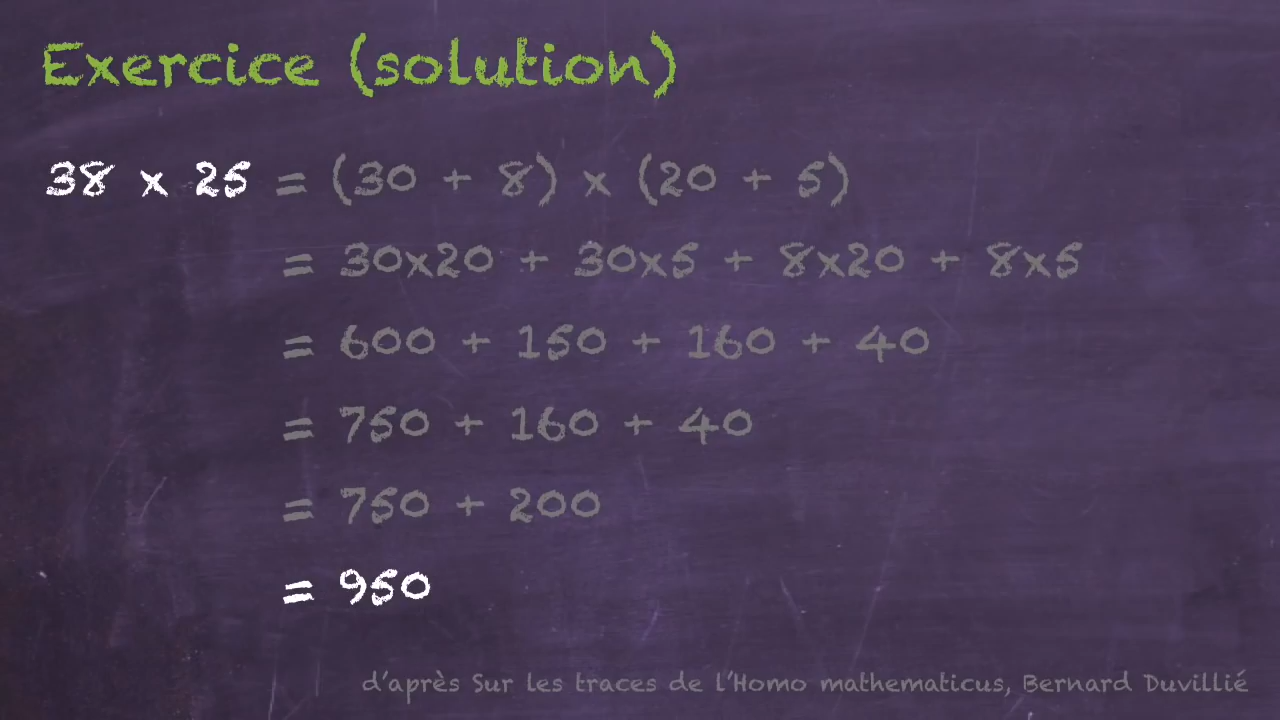 Exercice (solution)
38 x 25 = (30 + 8) x (20 + 5)
= 30x20 + 30x5 + 8x20 + 8x5
= 600 + 150 + 160 + 40
= 750 + 160 + 40
= 750 + 200
= 950
d'après Sur les traces de l'Homo mathematicus, Bernard Duvillié